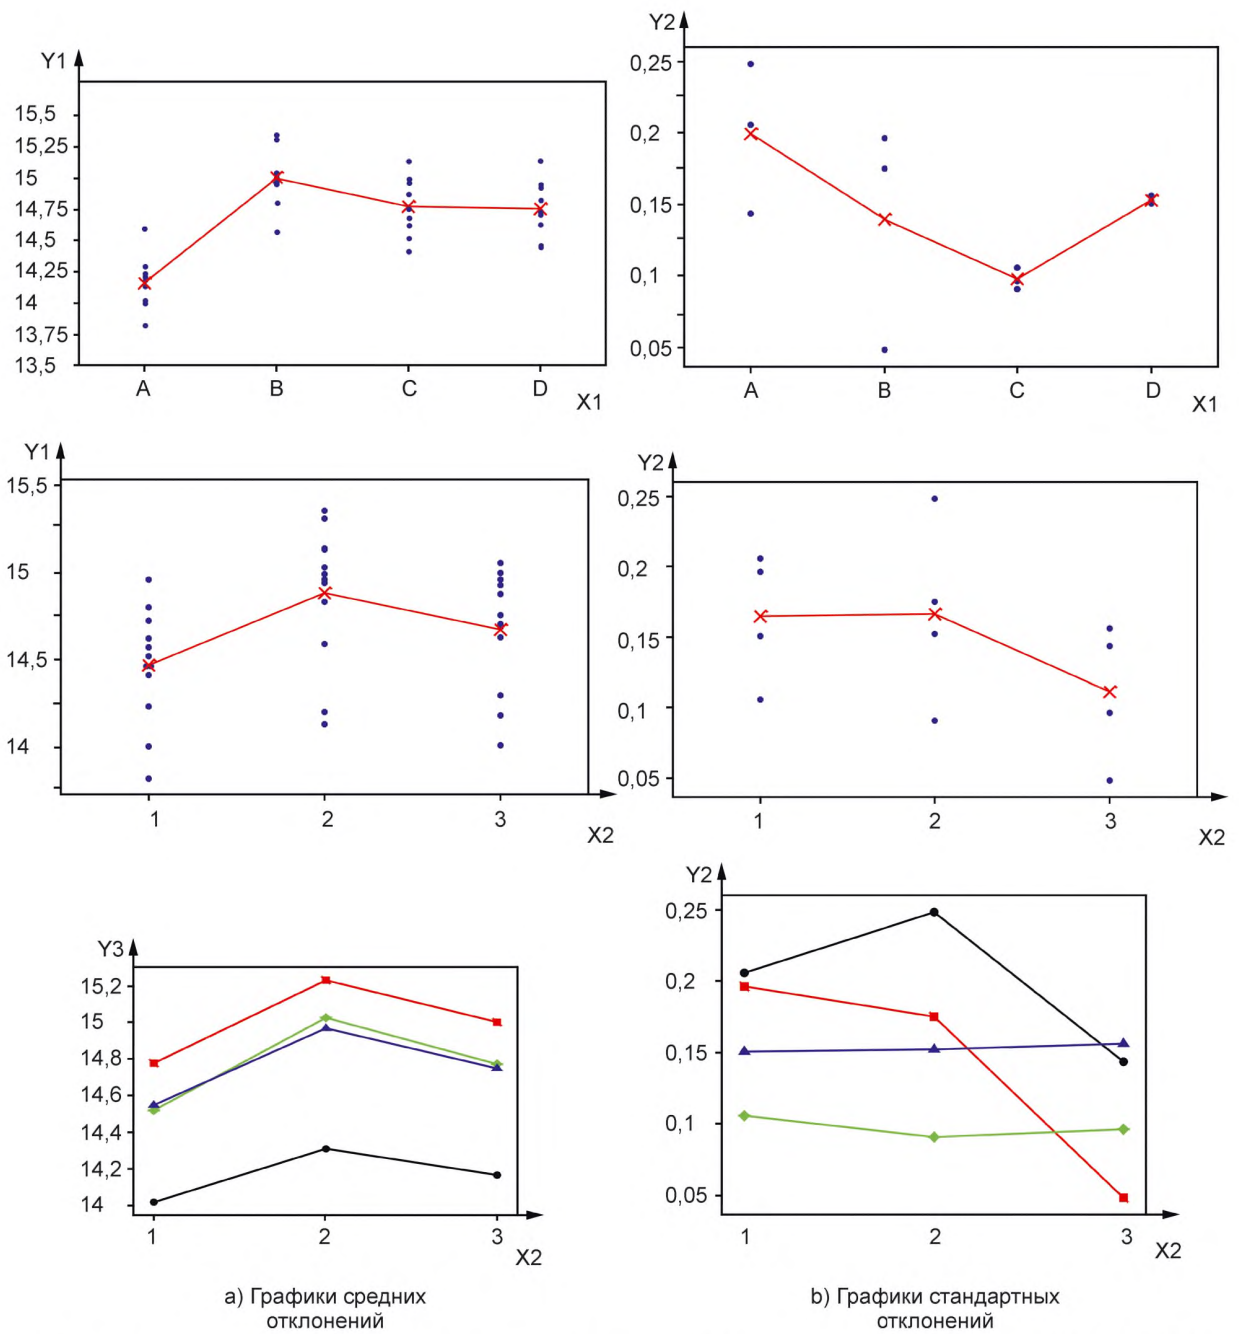 Y1
15,5
15,25
15
14,75
14,5
14,25
14
13,75
13,5
A B C D
X1
Y2
0,25
0,2
0,15
0,1
0,05
A B C D
X1
Y1
15,5
15
14,5
14
1 2 3
X2
Y2
0,25
0,2
0,15
0,1
0,05
1 2 3
X2
Y3
15,2
15
14,8
14,6
14,4
14,2
14
1 2 3
X2
Y2
0,25
0,2
0,15
0,1
0,05
1 2 3
X2
a) Графики средних
отклонений
b) Графики стандартных
отклонений